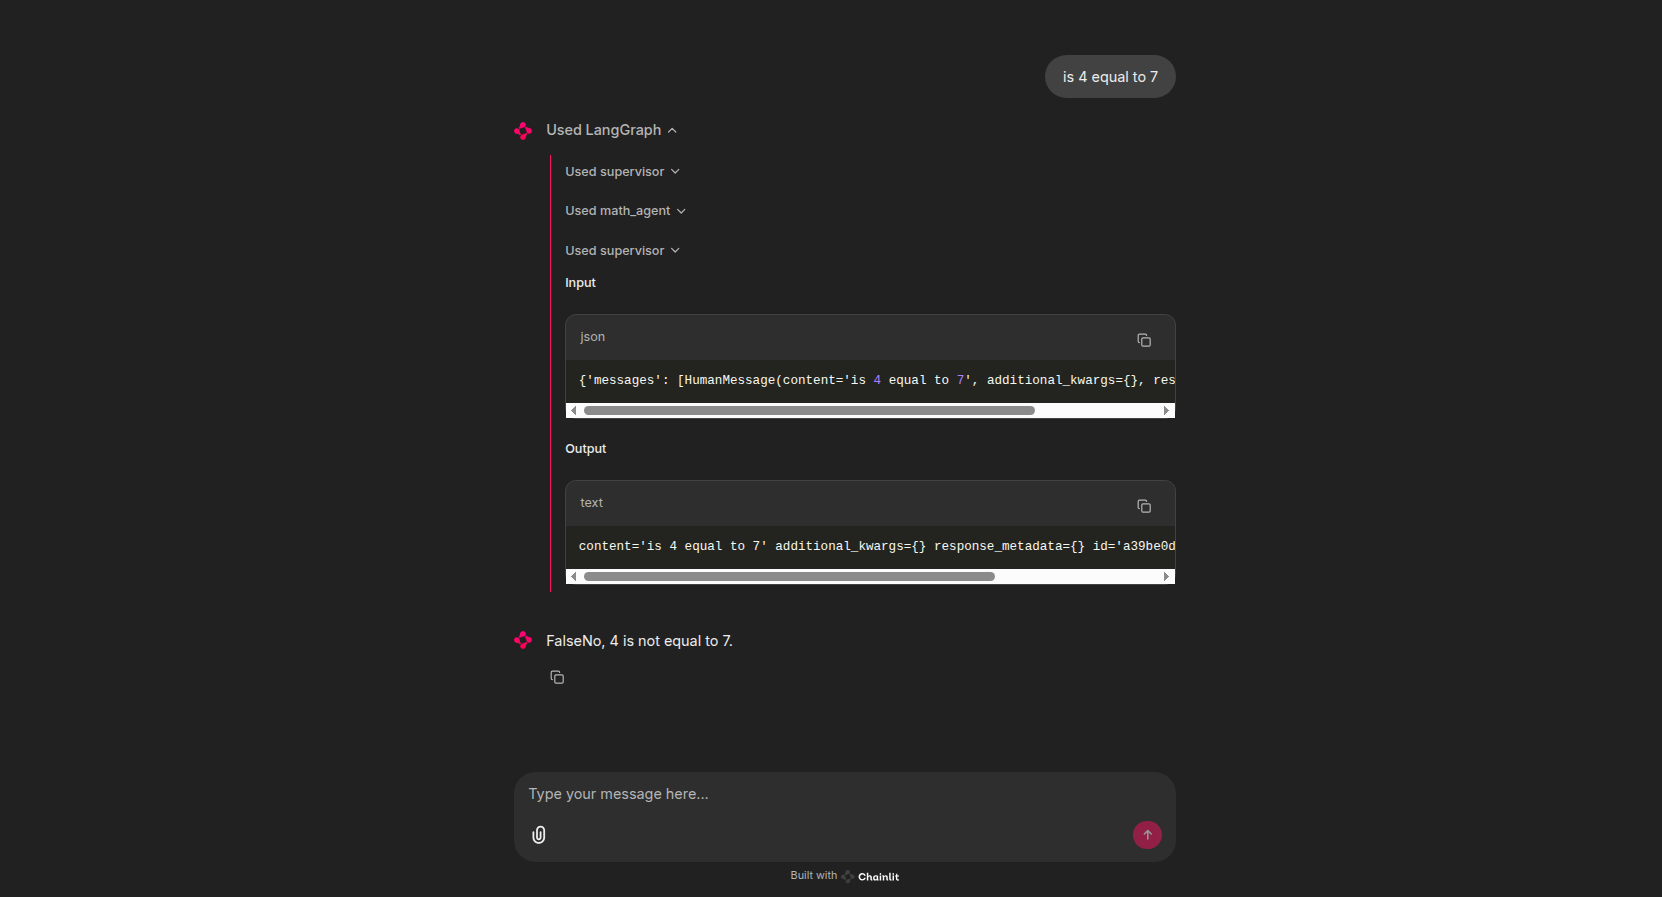 is 4 equal to 7
Used LangGraph
Used supervisor
Used math_agent
Used supervisor
Input
json
{'messages': [HumanMessage(content='is 4 equal to 7', additional_kwargs={}, res
Output
text
content='is 4 equal to 7' additional_kwargs={} response_metadata={} id='a39be0d
FalseNo, 4 is not equal to 7.
Type your message here...
Built with Chainlit